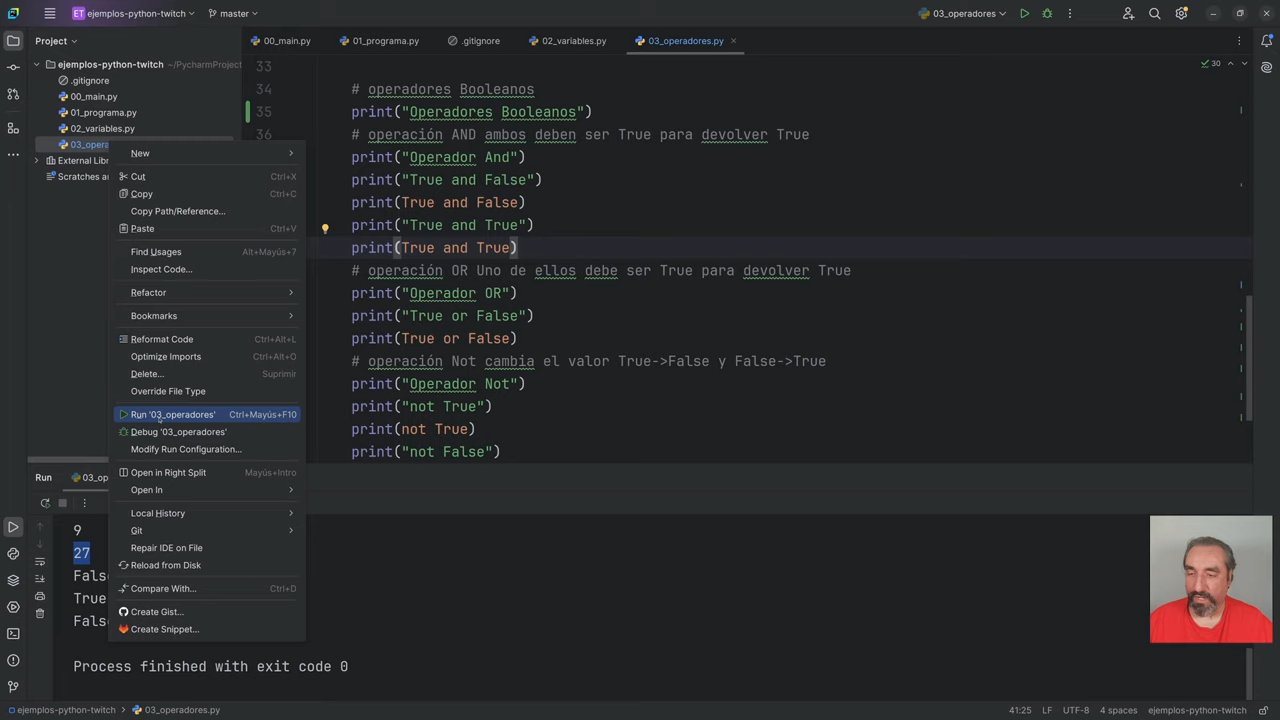 ET ejemplos-python-twitch master 03_operadores
Project
00_main.py 01_programa.py .gitignore 02_variables.py 03_operadores.py
ejemplos-python-twitch ~/PycharmProject
.gitignore
00_main.py
01_programa.py
02_variables.py
03_opera
External Lib
Scratches a
30
33
34 # operadores Booleanos
35 print("Operadores Booleanos")
36 # operación AND ambos deben ser True para devolver True
print("Operador And")
print("True and False")
print(True and False)
print("True and True")
print(True and True)
# operación OR Uno de ellos debe ser True para devolver True
print("Operador OR")
print("True or False")
print(True or False)
# operación Not cambia el valor True->False y False->True
print("Operador Not")
print("not True")
print(not True)
print("not False")
New
Cut Ctrl+X
Copy Ctrl+C
Copy Path/Reference...
Paste Ctrl+V
Find Usages Alt+Mayús+7
Inspect Code...
Refactor
Bookmarks
Reformat Code Ctrl+Alt+L
Optimize Imports Ctrl+Alt+O
Delete... Suprimir
Override File Type
Run '03_operadores' Ctrl+Mayús+F10
Debug '03_operadores'
Modify Run Configuration...
Open in Right Split Mayús+Intro
Open In
Local History
Git
Repair IDE on File
Reload from Disk
Compare With... Ctrl+D
Create Gist...
Create Snippet...
Run 03_op
9
27
False
True
False
Process finished with exit code 0
ejemplos-python-twitch 03_operadores.py 41:25 LF UTF-8 4 spaces ejemplos-python-twitch